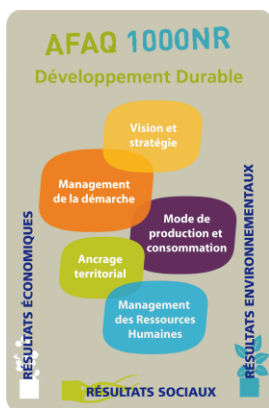 AFAQ 1000NR
Développement Durable
Vision et
stratégie
Management
de la démarche
Mode de
production et
consommation
Ancrage
territorial
Management
des Ressources
Humaines
RÉSULTATS ÉCONOMIQUES
RÉSULTATS ENVIRONNEMENTAUX
RÉSULTATS SOCIAUX